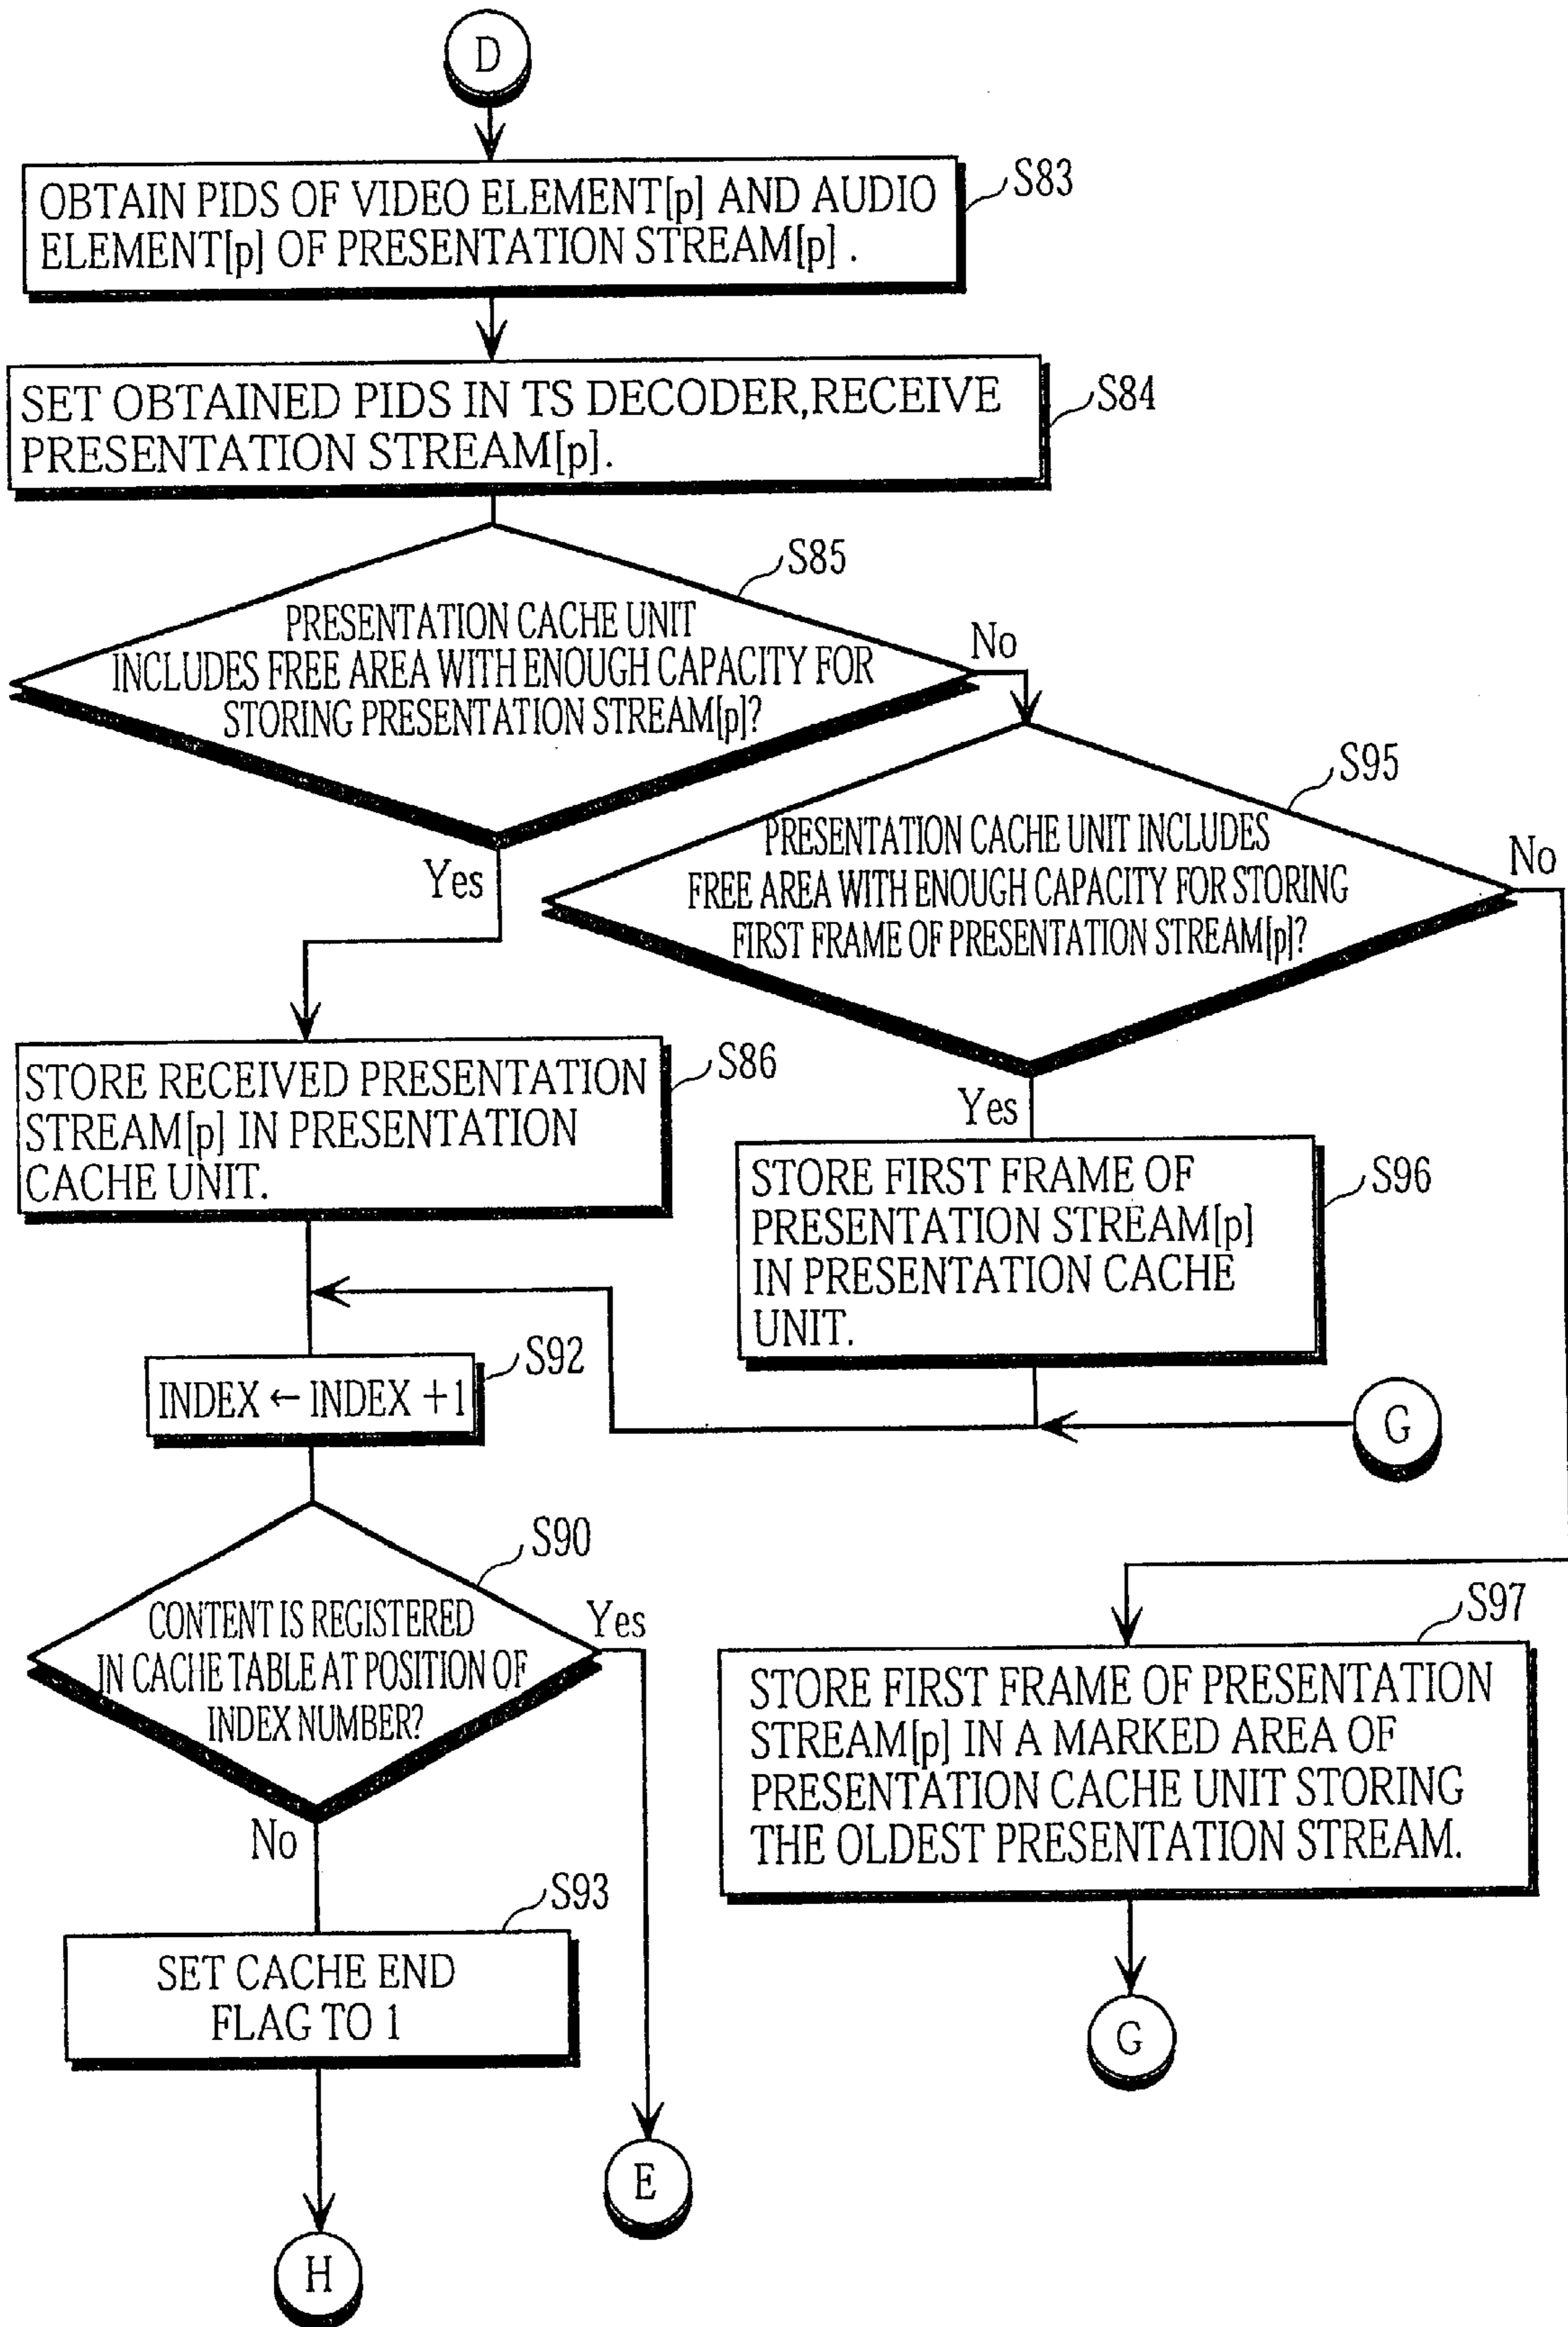 D
S83
OBTAIN PIDS OF VIDEO ELEMENT[p] AND AUDIO
ELEMENT[p] OF PRESENTATION STREAM[p] .
S84
SET OBTAINED PIDS IN TS DECODER,RECEIVE
PRESENTATION STREAM[p].
S85
PRESENTATION CACHE UNIT
INCLUDES FREE AREA WITH ENOUGH CAPACITY FOR
STORING PRESENTATION STREAM[p]?
No
Yes
S95
PRESENTATION CACHE UNIT INCLUDES
FREE AREA WITH ENOUGH CAPACITY FOR STORING
FIRST FRAME OF PRESENTATION STREAM[p]?
No
Yes
S86
STORE RECEIVED PRESENTATION
STREAM[p] IN PRESENTATION
CACHE UNIT.
S96
STORE FIRST FRAME OF
PRESENTATION STREAM[p]
IN PRESENTATION CACHE
UNIT.
S92
INDEX ← INDEX +1
G
S90
CONTENT IS REGISTERED
IN CACHE TABLE AT POSITION OF
INDEX NUMBER?
Yes
No
S97
STORE FIRST FRAME OF PRESENTATION
STREAM[p] IN A MARKED AREA OF
PRESENTATION CACHE UNIT STORING
THE OLDEST PRESENTATION STREAM.
S93
SET CACHE END
FLAG TO 1
G
E
H